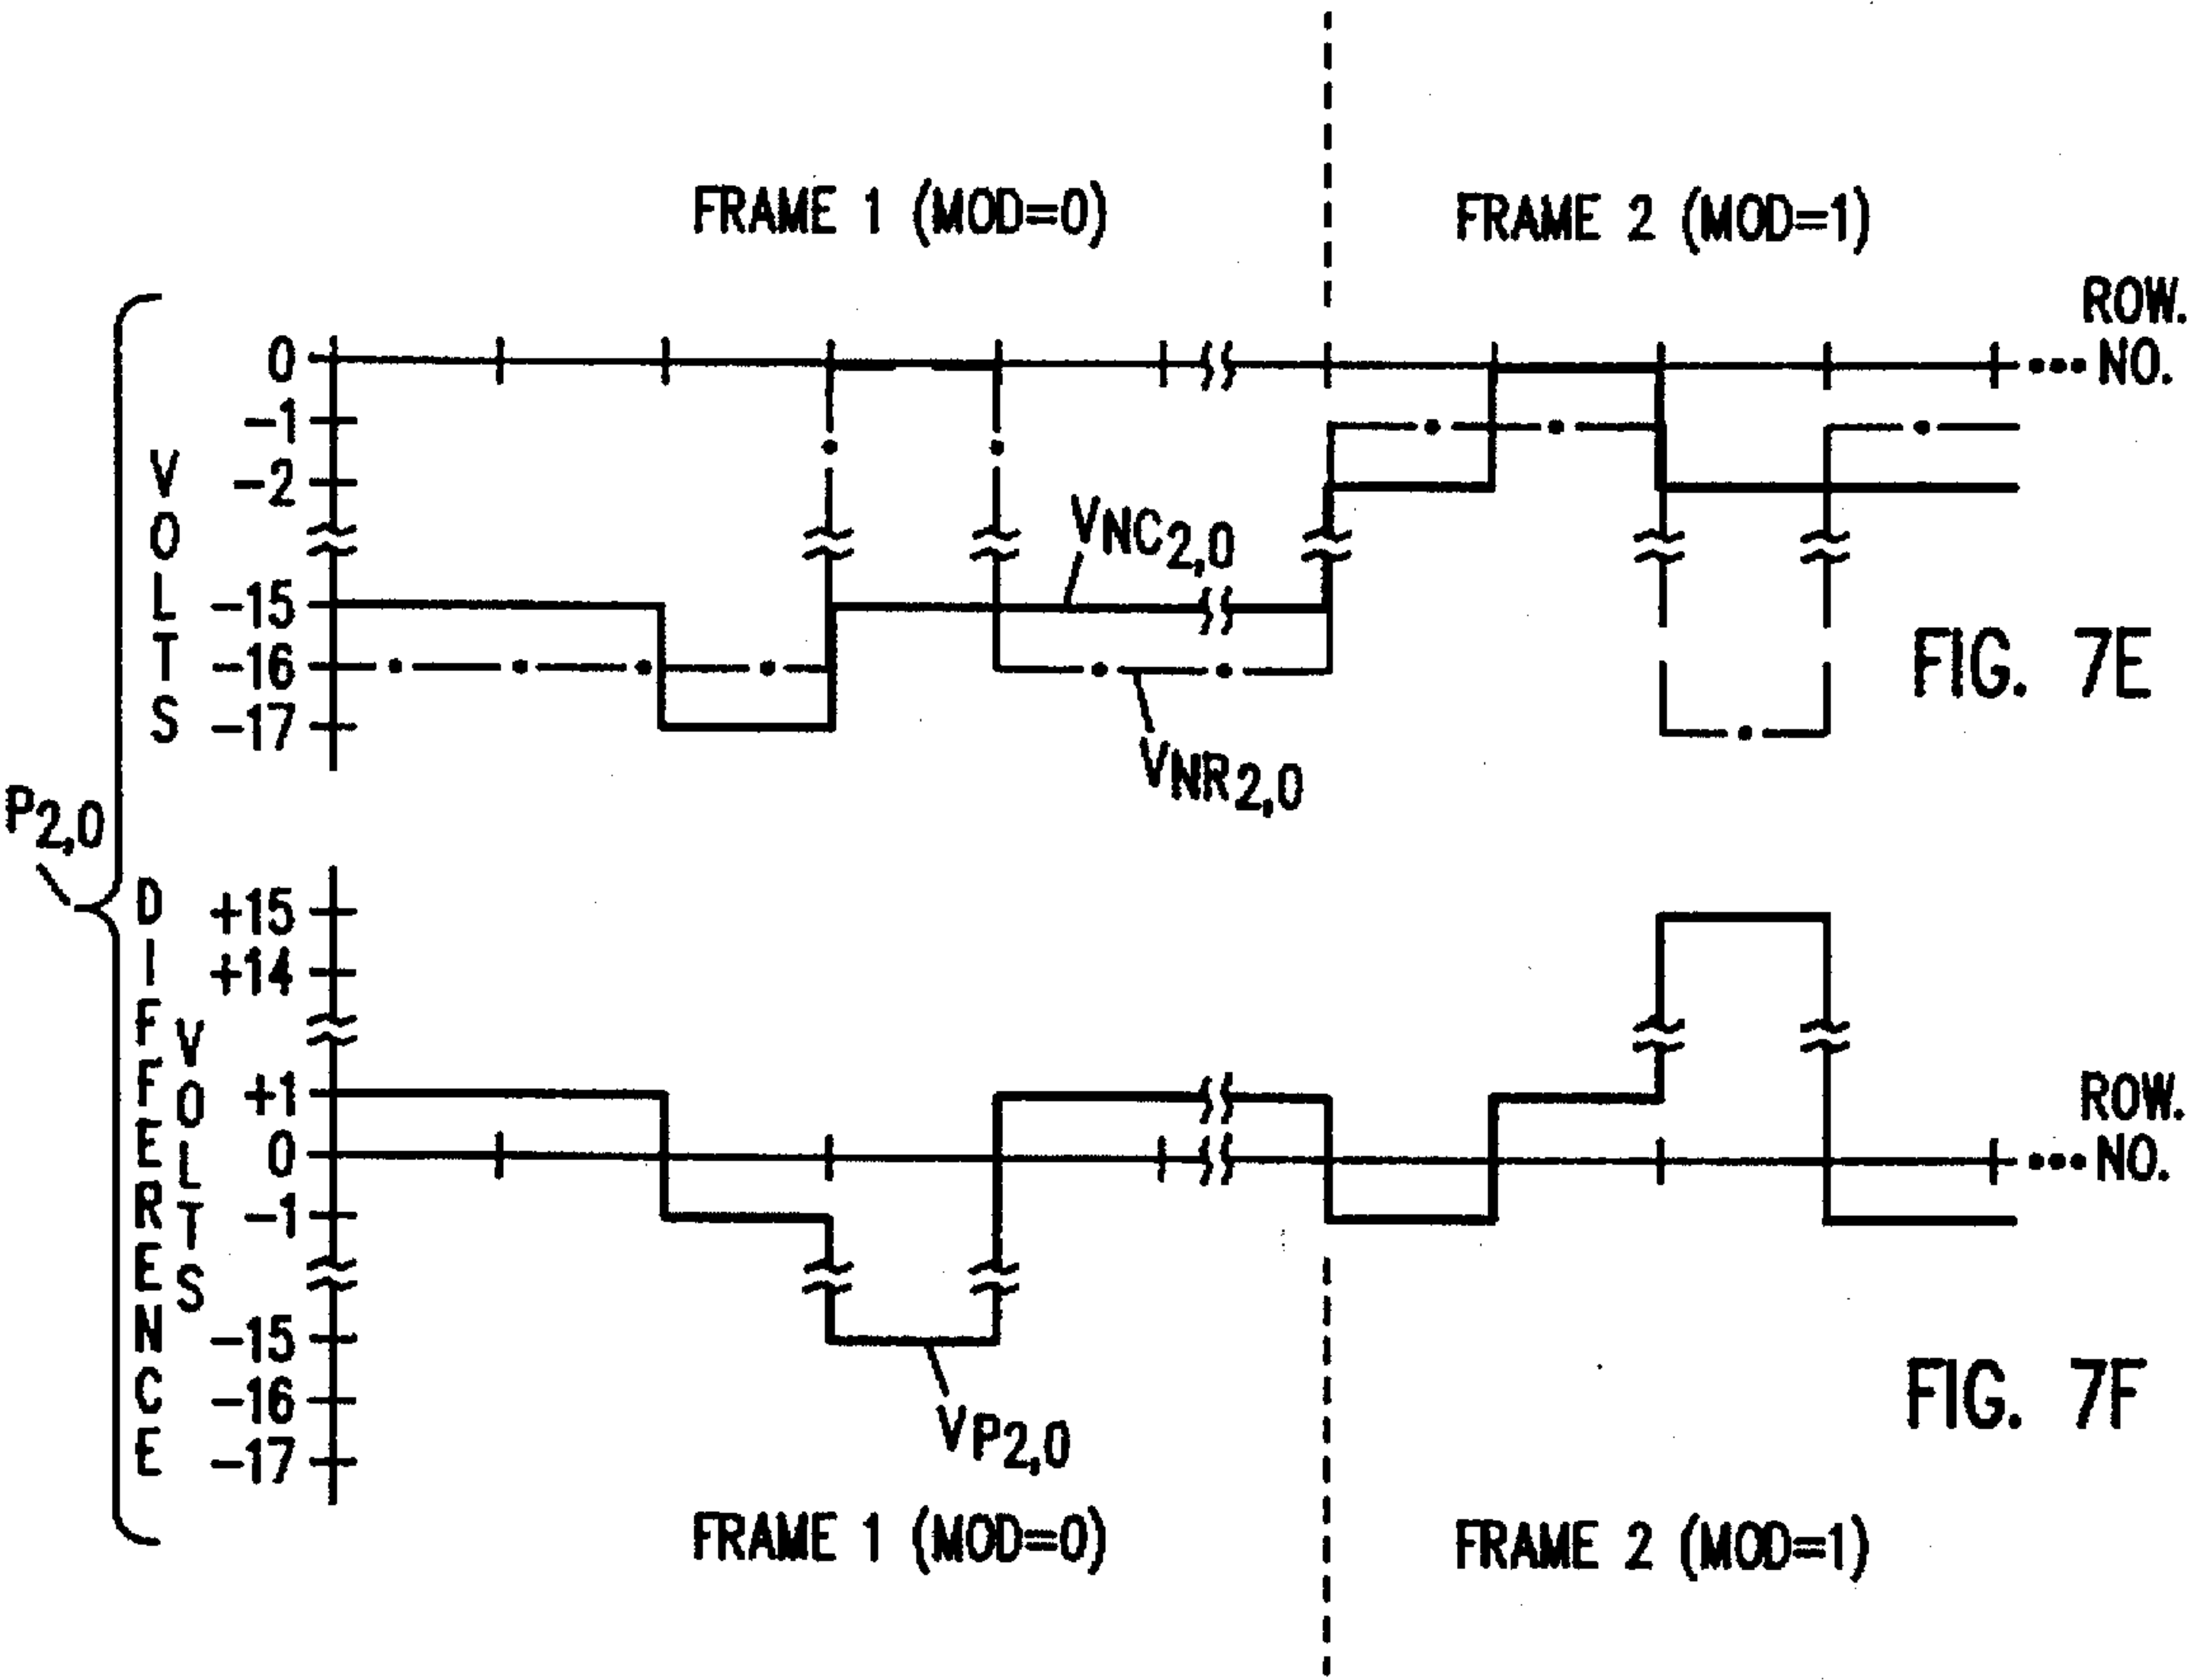 FRAME 1 (MOD=0)
FRAME 2 (MOD=1)
ROW.
NO.
VOLTS
0
-1
-2
-15
-16
-17
VNC2,0
VNR2,0
FIG. 7E
P2,0
DIFFERENCE
VOLTS
+15
+14
+1
0
-1
-15
-16
-17
ROW.
NO.
VP2,0
FIG. 7F
FRAME 1 (MOD=0)
FRAME 2 (MOD=1)